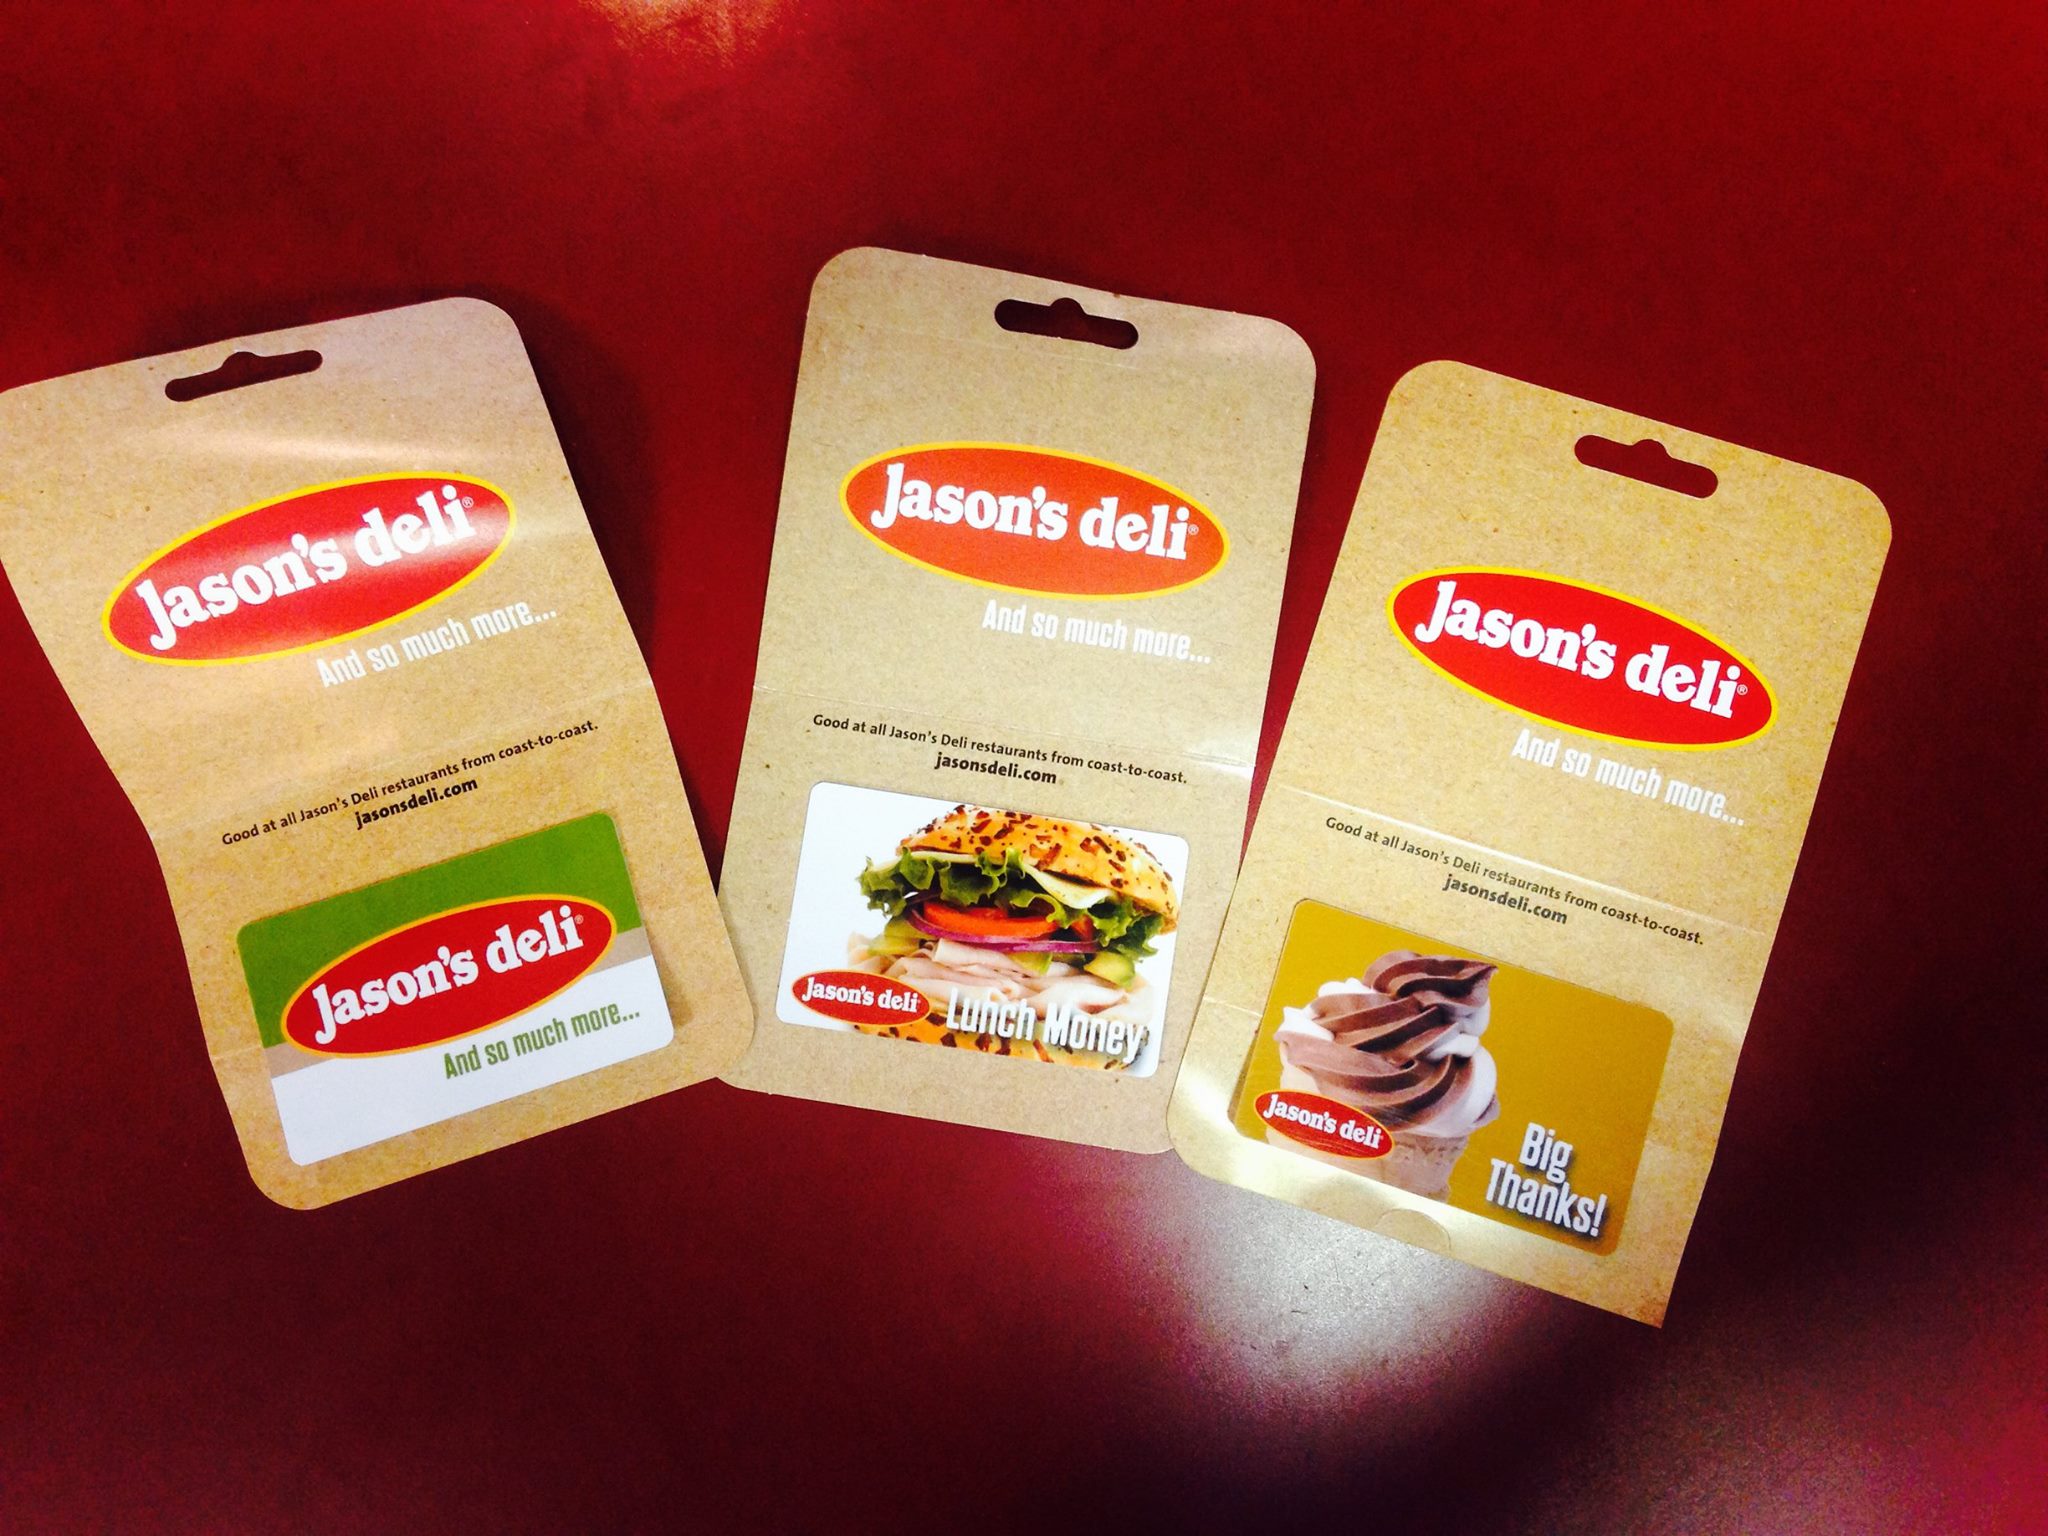 Jason's deli®
And so much more...
Good at all Jason's Deli restaurants from coast-to-coast.
jasonsdeli.com
Jason's deli®
And so much more...
Jason's deli®
And so much more...
Good at all Jason's Deli restaurants from coast-to-coast.
jasonsdeli.com
Jason's deli
Lunch Money
Jason's deli®
And so much more...
Good at all Jason's Deli restaurants from coast-to-coast.
jasonsdeli.com
Jason's deli
Big
Thanks!